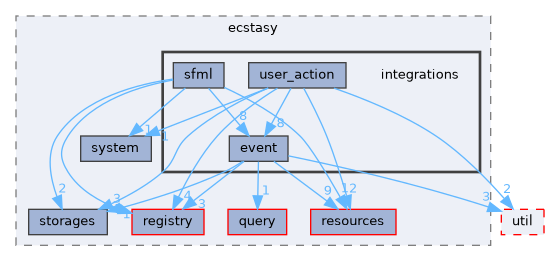 ecstasy
sfml
user_action
integrations
1
1
8
8
system
event
2
3
1
4
3
1
9
12
3
2
storages
registry
query
resources
util